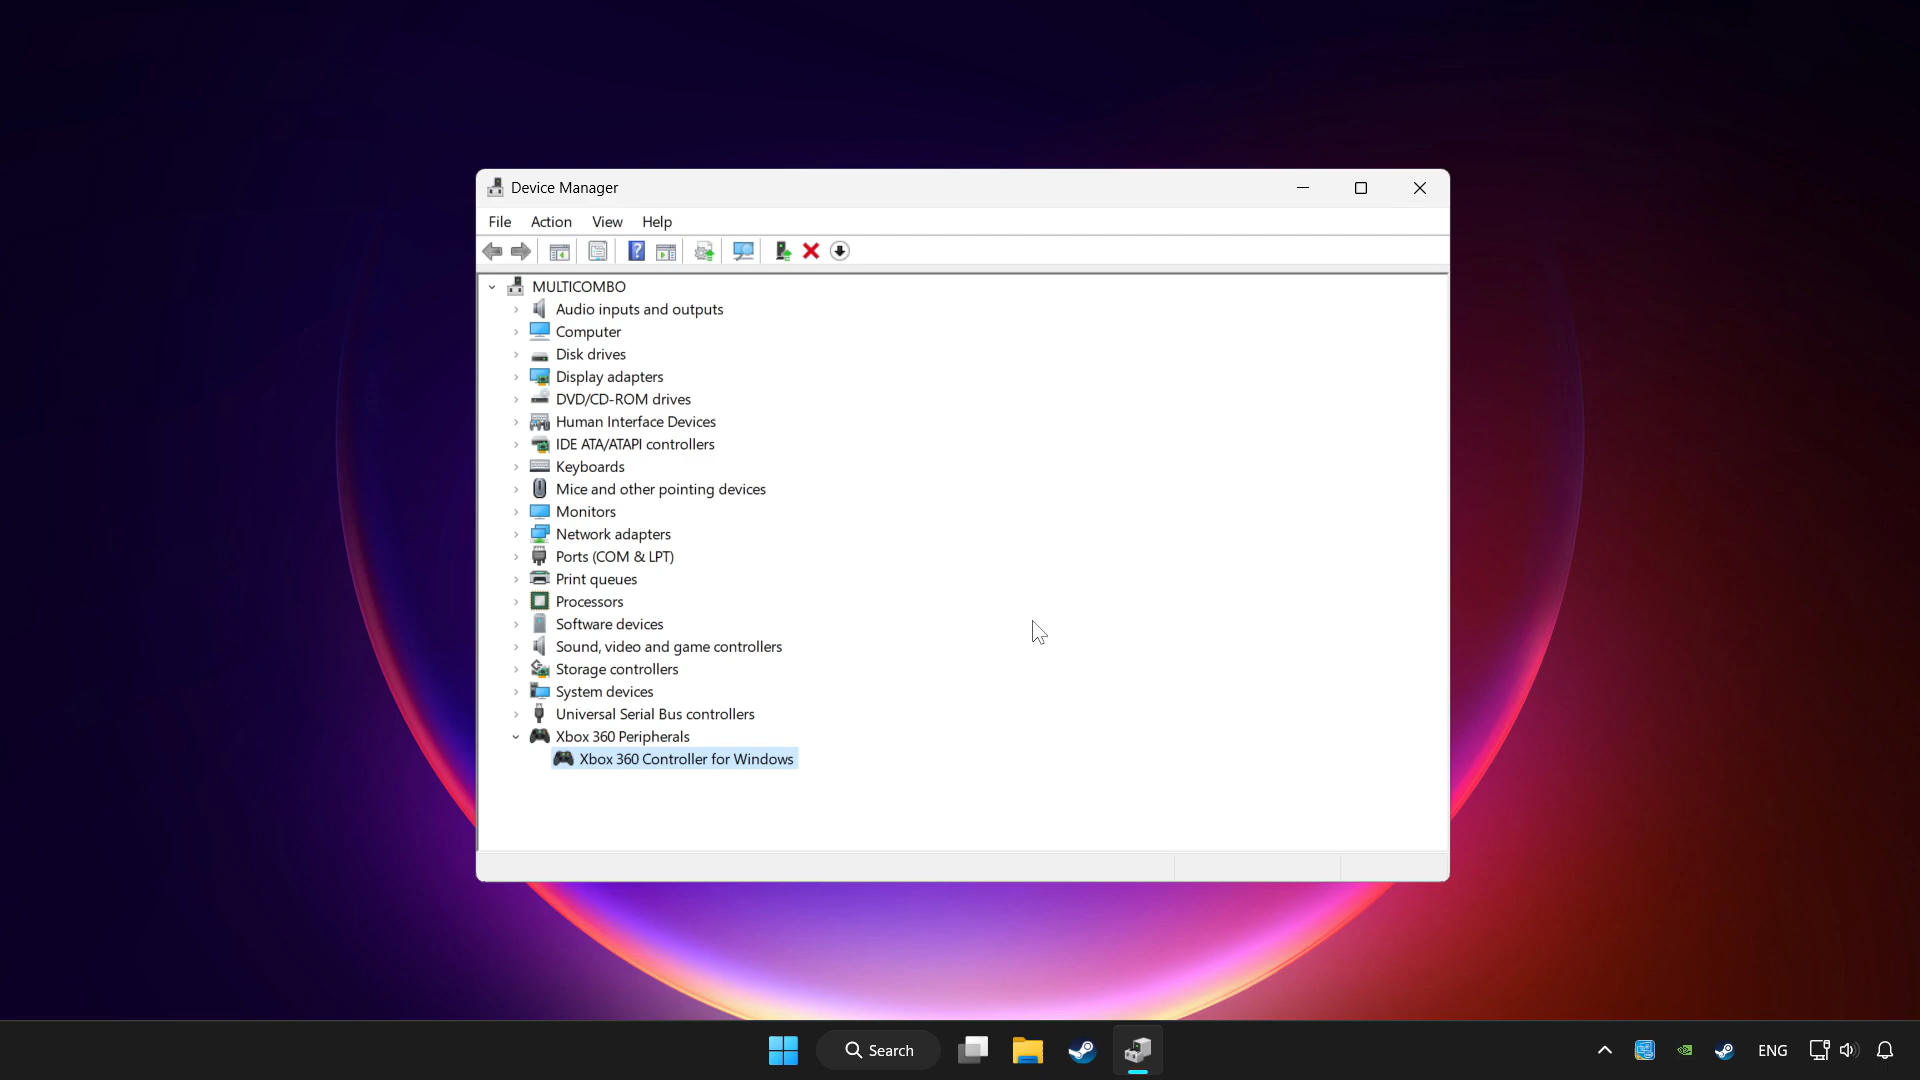 Device Manager
File Action View Help
MULTICOMBO
Audio inputs and outputs
Computer
Disk drives
Display adapters
DVD/CD-ROM drives
Human Interface Devices
IDE ATA/ATAPI controllers
Keyboards
Mice and other pointing devices
Monitors
Network adapters
Ports (COM & LPT)
Print queues
Processors
Software devices
Sound, video and game controllers
Storage controllers
System devices
Universal Serial Bus controllers
Xbox 360 Peripherals
Xbox 360 Controller for Windows
Search
ENG